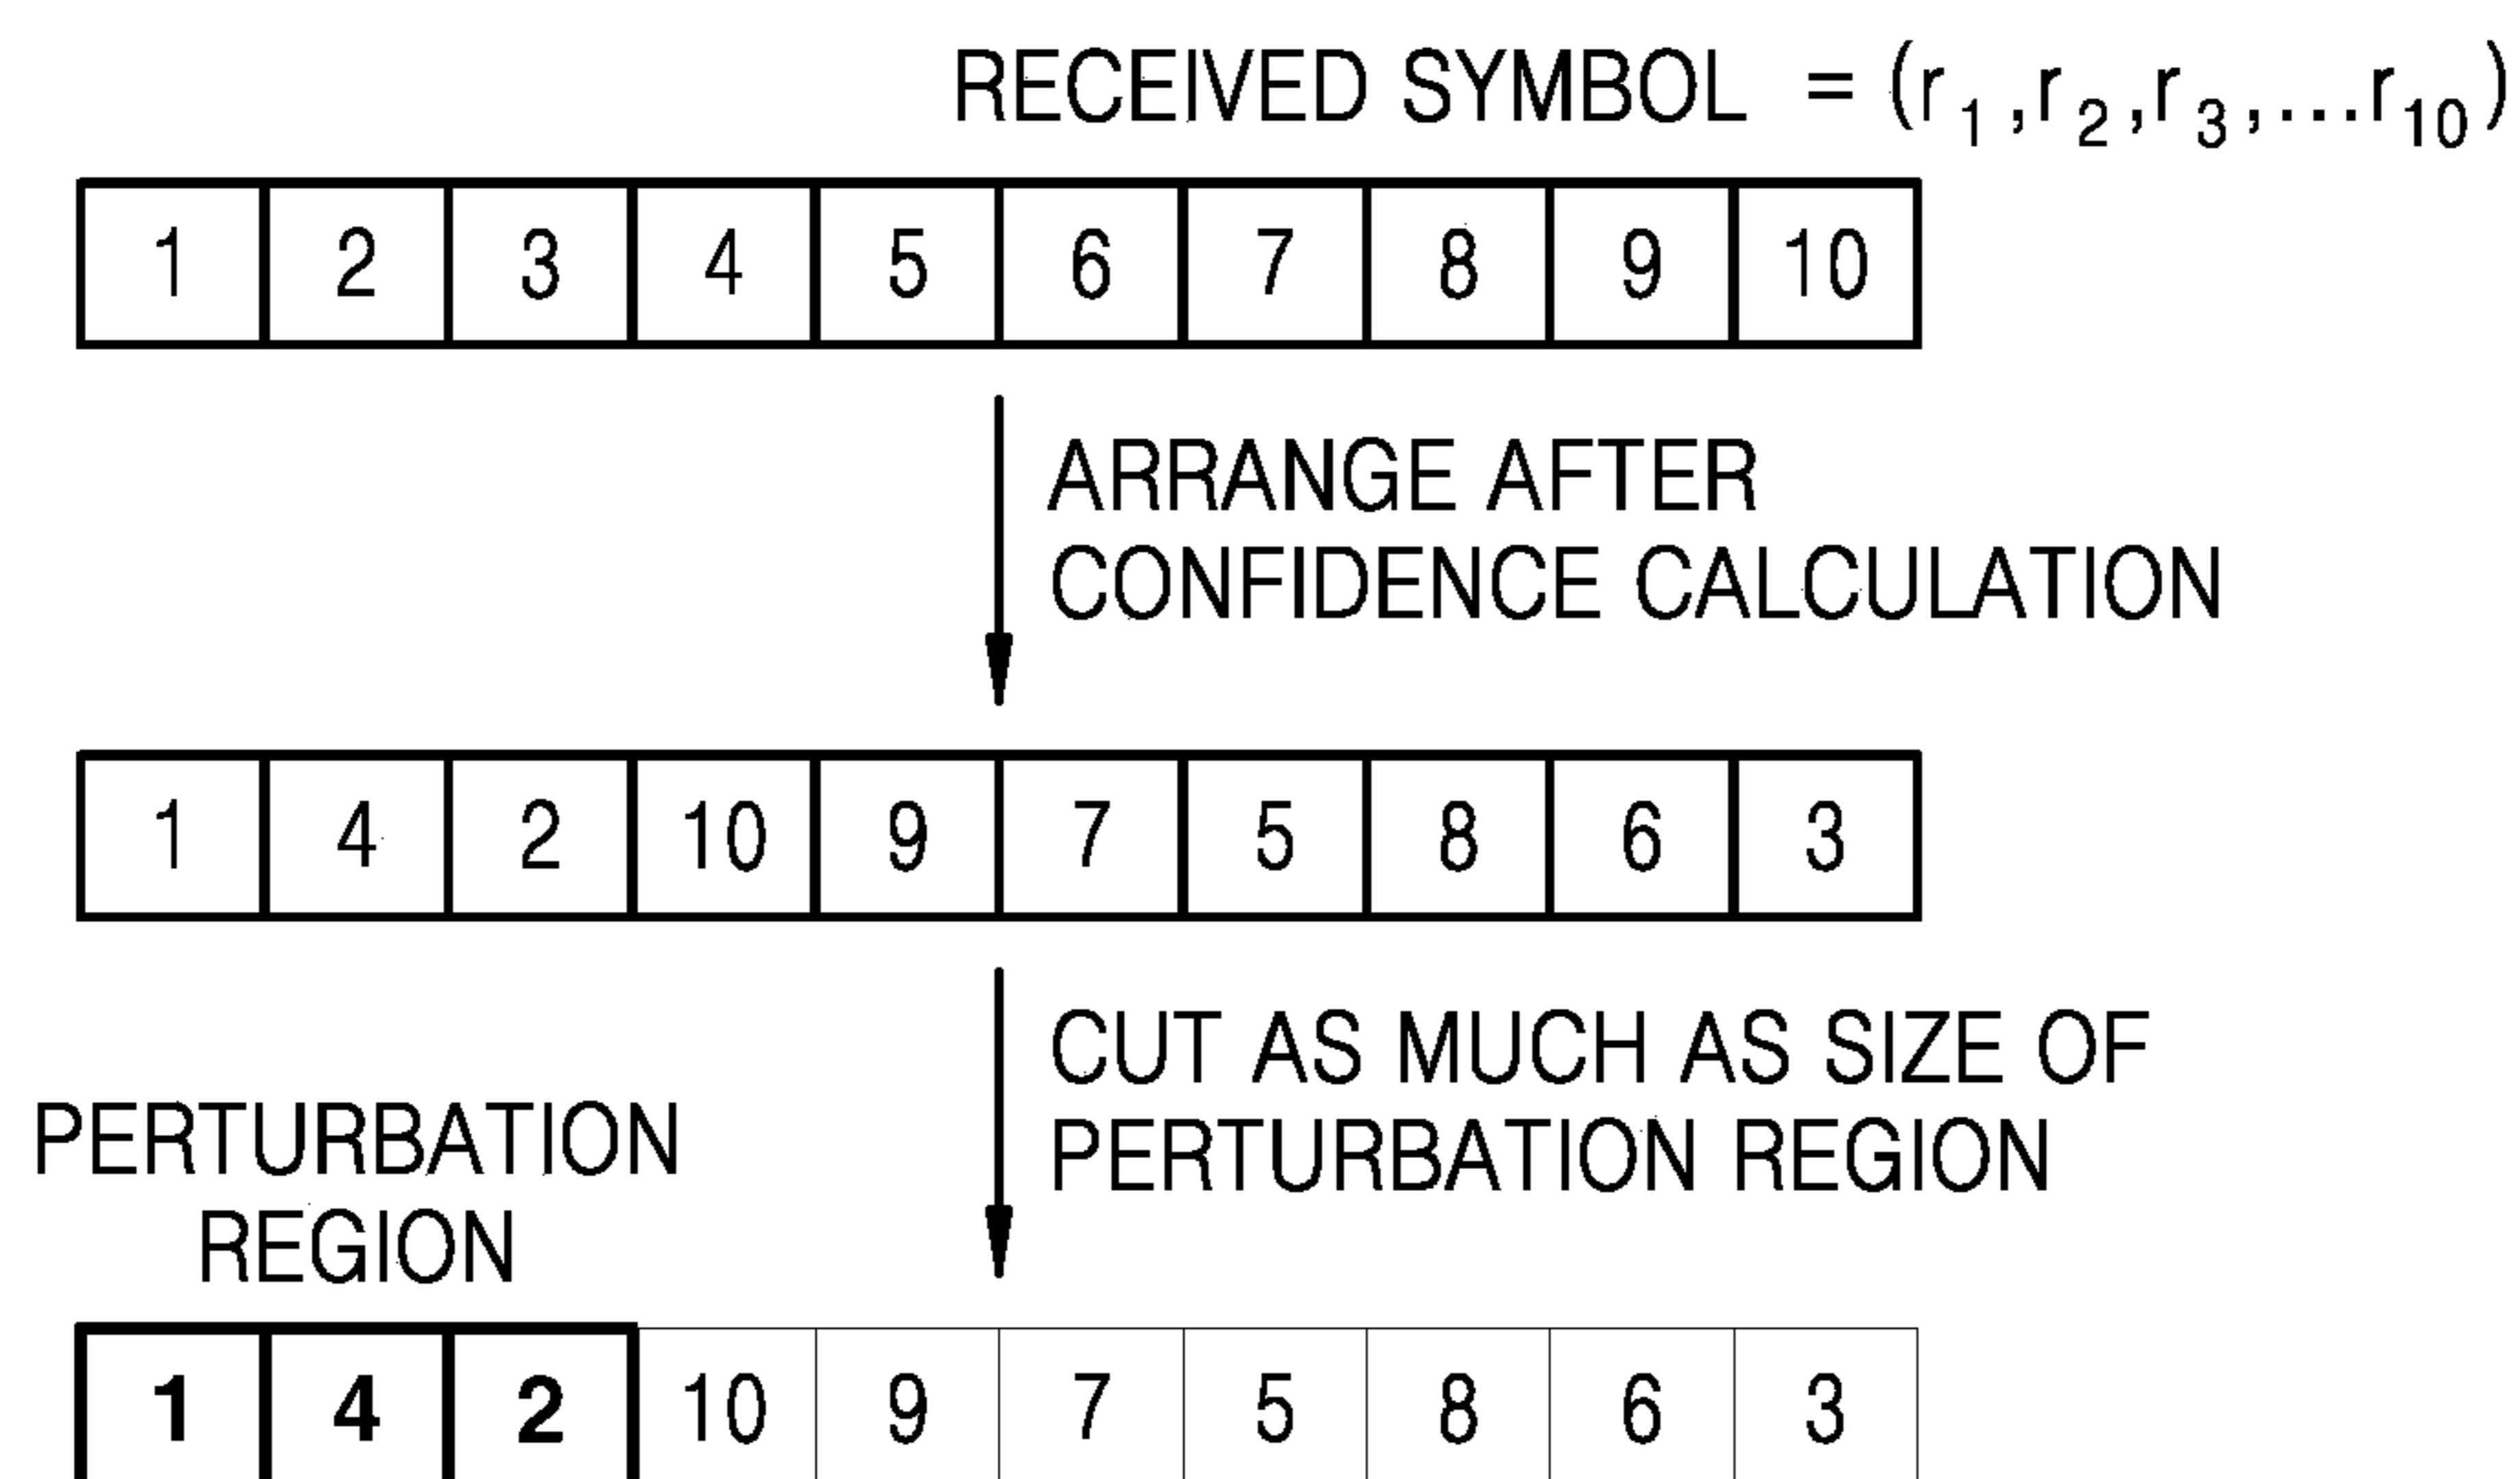 RECEIVED SYMBOL = (r1,r2,r3,...r10)
1 2 3 4 5 6 7 8 9 10
ARRANGE AFTER
CONFIDENCE CALCULATION
1 4 2 10 9 7 5 8 6 3
CUT AS MUCH AS SIZE OF
PERTURBATION REGION
PERTURBATION
REGION
1 4 2 10 9 7 5 8 6 3